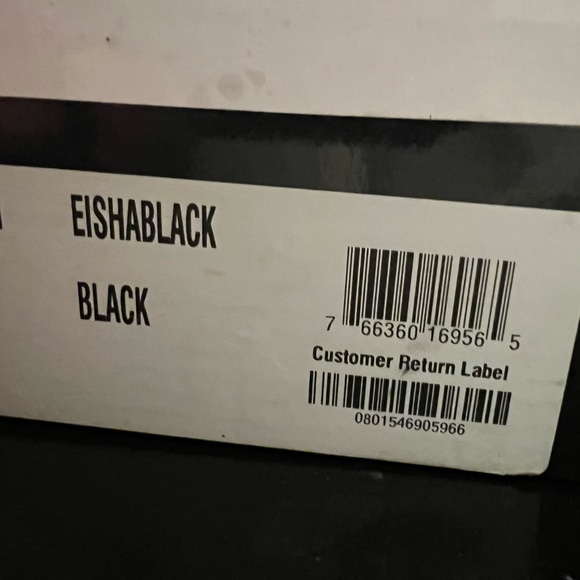 EISHABLACK
BLACK
7 66360 16956 5
Customer Return Label
0801546905966